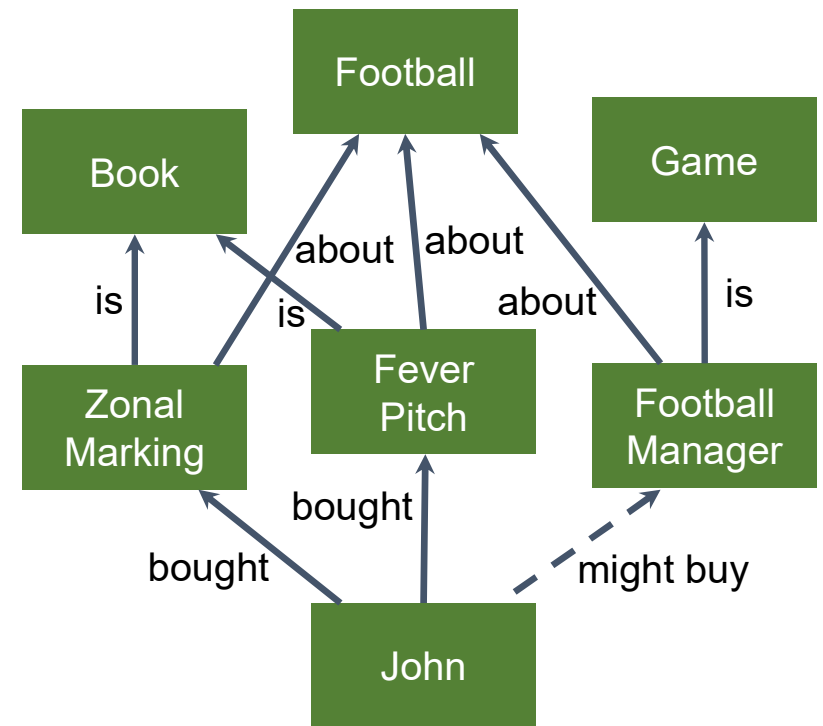 Football
Book
Game
about
about
is
is
about
is
Zonal
Marking
Fever
Pitch
Football
Manager
bought
bought
might buy
John